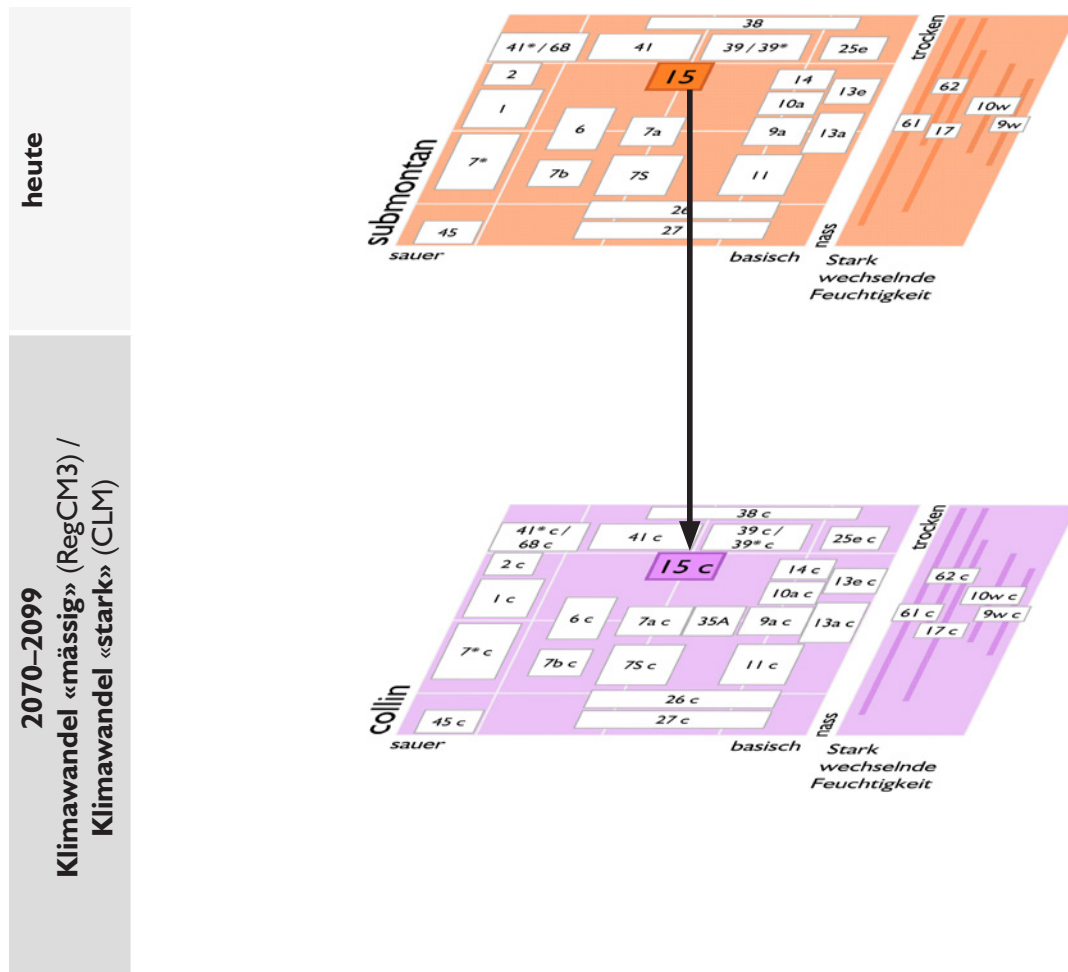 heute
38
41* / 68
41
39 / 39*
25e
trocken
2
15
14
13e
62
1
10a
10w
6
7a
9a
13a
61
17
9w
7*
7b
7S
11
submontan
45
26
27
nass
sauer
basisch
Stark
wechselnde
Feuchtigkeit
2070–2099
Klimawandel «mässig» (RegCM3) /
Klimawandel «stark» (CLM)
38 c
41* c /
68 c
41 c
39 c /
39* c
25e c
trocken
2 c
15 c
14 c
13e c
62 c
1 c
10a c
10w c
6 c
7a c
35A
9a c
13a c
61 c
17 c
9w c
7* c
7b c
7S c
11 c
collin
45 c
26 c
27 c
nass
sauer
basisch
Stark
wechselnde
Feuchtigkeit